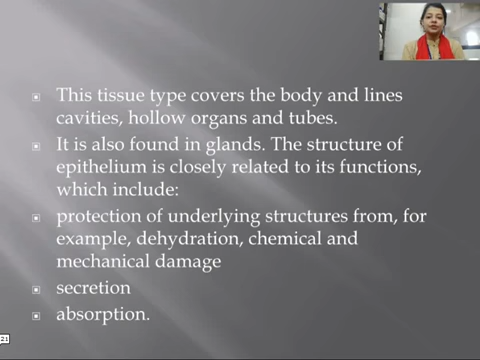 This tissue type covers the body and lines
cavities, hollow organs and tubes.
It is also found in glands. The structure of
epithelium is closely related to its functions,
which include:
protection of underlying structures from, for
example, dehydration, chemical and
mechanical damage
secretion
absorption.